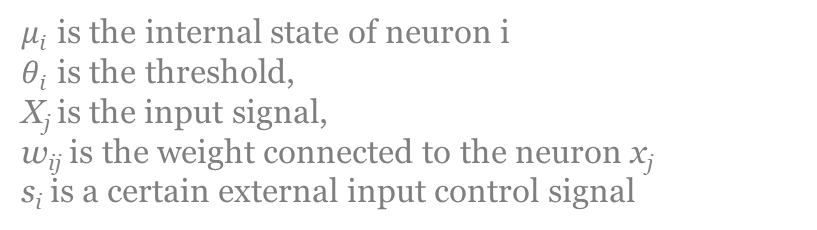 μᵢ is the internal state of neuron i
θᵢ is the threshold,
Xⱼ is the input signal,
wᵢⱼ is the weight connected to the neuron xⱼ
sᵢ is a certain external input control signal